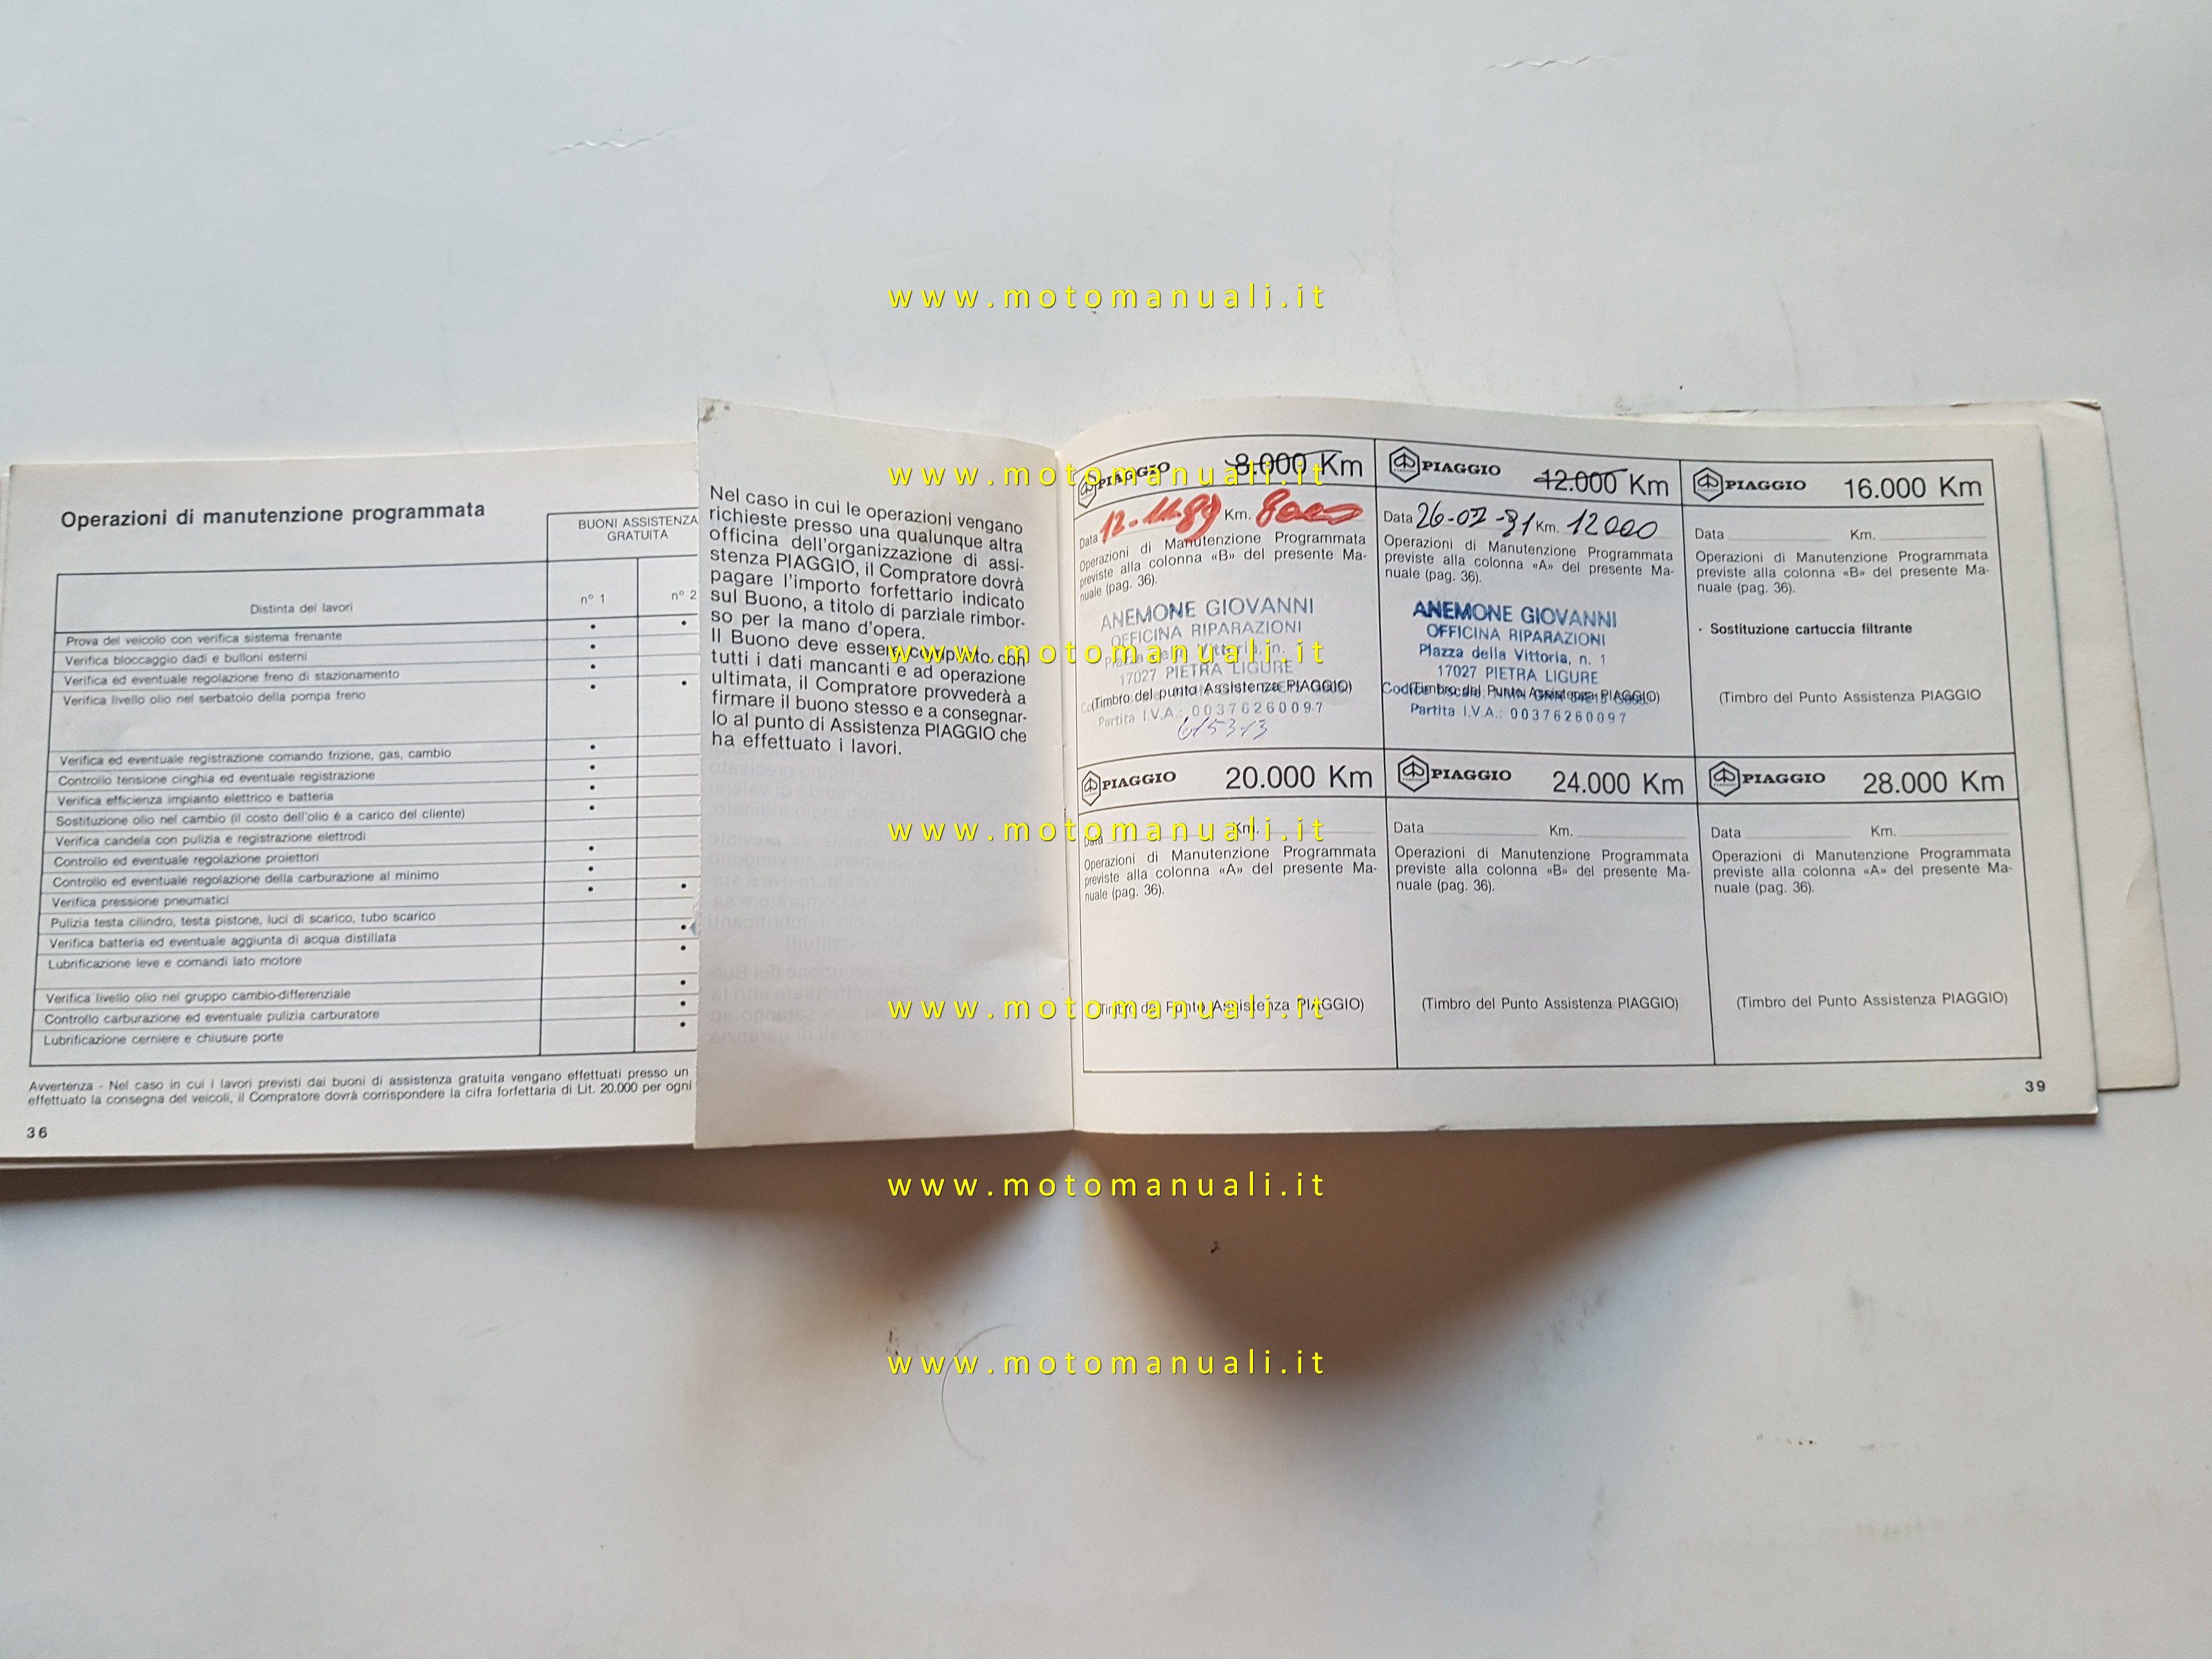 www.motomanuali.it
Operazioni di manutenzione programmata
BUONI ASSISTENZA
GRATUITA
Distinta dei lavori
n° 1
n° 2
Prova del veicolo con verifica sistema frenante
Verifica bloccaggio dadi e bulloni esterni
Verifica ed eventuale regolazione freno di stazionamento
Verifica livello olio nel serbatoio della pompa freno
Verifica ed eventuale registrazione comando frizione, gas, cambio
Controllo tensione cinghia ed eventuale registrazione
Verifica efficienza impianto elettrico e batteria
Sostituzione olio nel cambio (il costo dell'olio è a carico del cliente)
Verifica candela con pulizia e registrazione elettrodi
Controllo ed eventuale regolazione proiettori
Controllo ed eventuale regolazione della carburazione al minimo
Verifica pressione pneumatici
Pulizia testa cilindro, testa pistone, luci di scarico, tubo scarico
Verifica batteria ed eventuale aggiunta di acqua distillata
Lubrificazione leve e comandi lato motore
Verifica livello olio nel gruppo cambio-differenziale
Controllo carburazione ed eventuale pulizia carburatore
Lubrificazione cerniere e chiusure porte
Avvertenza - Nel caso in cui i lavori previsti dai buoni di assistenza gratuita vengano effettuati presso un
effettuato la consegna del veicoli, il Compratore dovrà corrispondere la cifra forfettaria di Lit. 20.000 per ogni
36
Nel caso in cui le operazioni vengano
richieste presso una qualunque altra
officina dell'organizzazione di assi-
stenza PIAGGIO, il Compratore dovrà
pagare l'importo forfettario indicato
sul Buono, a titolo di parziale rimbor-
so per la mano d'opera.
Il Buono deve essere compilato con
tutti i dati mancanti e ad operazione
ultimata, il Compratore provvederà a
firmare il buono stesso e a consegnar-
lo al punto di Assistenza PIAGGIO che
ha effettuato i lavori.
PIAGGIO 8.000 Km
Data 12-11-89 Km. 8000
Operazioni di Manutenzione Programmata
previste alla colonna «B» del presente Ma-
nuale (pag. 36).
ANEMONE GIOVANNI
OFFICINA RIPARAZIONI
Piazza della Vittoria, n.
17027 PIETRA LIGURE
(Timbro del punto Assistenza PIAGGIO)
Partita I.V.A.: 00376260097
PIAGGIO 12.000 Km
Data 26-07-91 Km. 12000
Operazioni di Manutenzione Programmata
previste alla colonna «A» del presente Ma-
nuale (pag. 36).
ANEMONE GIOVANNI
OFFICINA RIPARAZIONI
Piazza della Vittoria, n. 1
17027 PIETRA LIGURE
(Timbro del Punto Assistenza PIAGGIO)
Partita I.V.A.: 00376260097
PIAGGIO 16.000 Km
Data Km.
Operazioni di Manutenzione Programmata
previste alla colonna «B» del presente Ma-
nuale (pag. 36).
- Sostituzione cartuccia filtrante
(Timbro del Punto Assistenza PIAGGIO
PIAGGIO 20.000 Km
Data Km.
Operazioni di Manutenzione Programmata
previste alla colonna «A» del presente Ma-
nuale (pag. 36).
(Timbro del Punto Assistenza PIAGGIO)
PIAGGIO 24.000 Km
Data Km.
Operazioni di Manutenzione Programmata
previste alla colonna «B» del presente Ma-
nuale (pag. 36).
(Timbro del Punto Assistenza PIAGGIO)
PIAGGIO 28.000 Km
Data Km.
Operazioni di Manutenzione Programmata
previste alla colonna «A» del presente Ma-
nuale (pag. 36).
(Timbro del Punto Assistenza PIAGGIO)
39
www.motomanuali.it
www.motomanuali.it
www.motomanuali.it
www.motomanuali.it
www.motomanuali.it
www.motomanuali.it